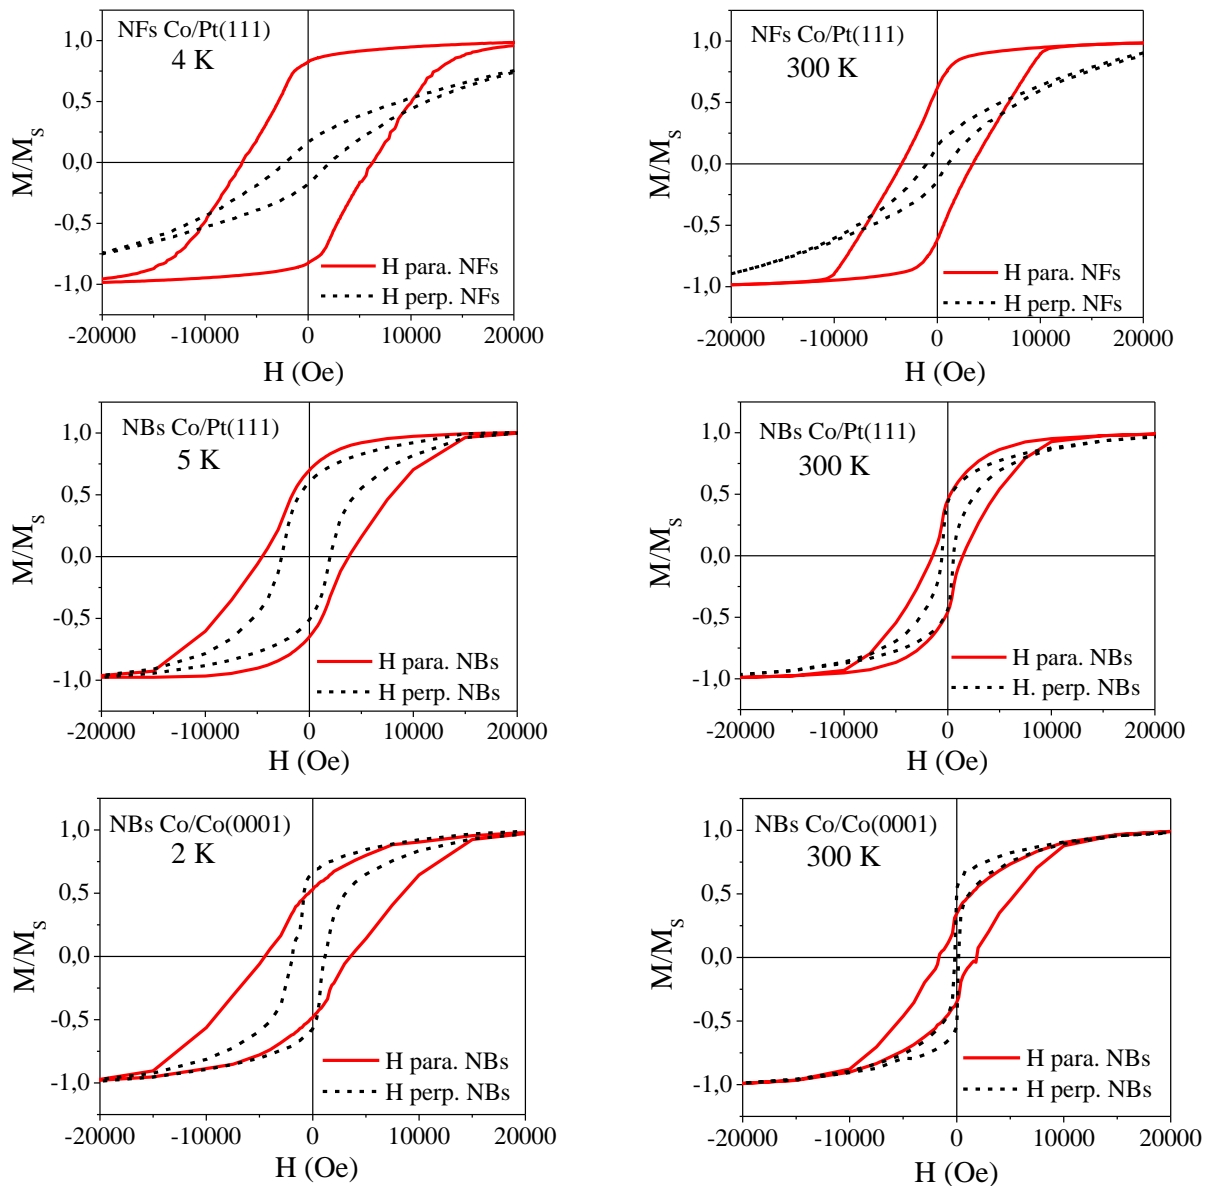 NFs Co/Pt(111)
4 K
1,0
0,5
0,0
-0,5
-1,0
M/M_S
H para. NFs
H perp. NFs
-20000 -10000 0 10000 20000
H (Oe)
NFs Co/Pt(111)
300 K
1,0
0,5
0,0
-0,5
-1,0
M/M_S
H para. NFs
H perp. NFs
-20000 -10000 0 10000 20000
H (Oe)
NBs Co/Pt(111)
5 K
1,0
0,5
0,0
-0,5
-1,0
M/M_S
H para. NBs
H perp. NBs
-20000 -10000 0 10000 20000
H (Oe)
NBs Co/Pt(111)
300 K
1,0
0,5
0,0
-0,5
-1,0
M/M_S
H para. NBs
H. perp. NBs
-20000 -10000 0 10000 20000
H (Oe)
NBs Co/Co(0001)
2 K
1,0
0,5
0,0
-0,5
-1,0
M/M_S
H para. NBs
H perp. NBs
-20000 -10000 0 10000 20000
H (Oe)
NBs Co/Co(0001)
300 K
1,0
0,5
0,0
-0,5
-1,0
M/M_S
H para. NBs
H perp. NBs
-20000 -10000 0 10000 20000
H (Oe)